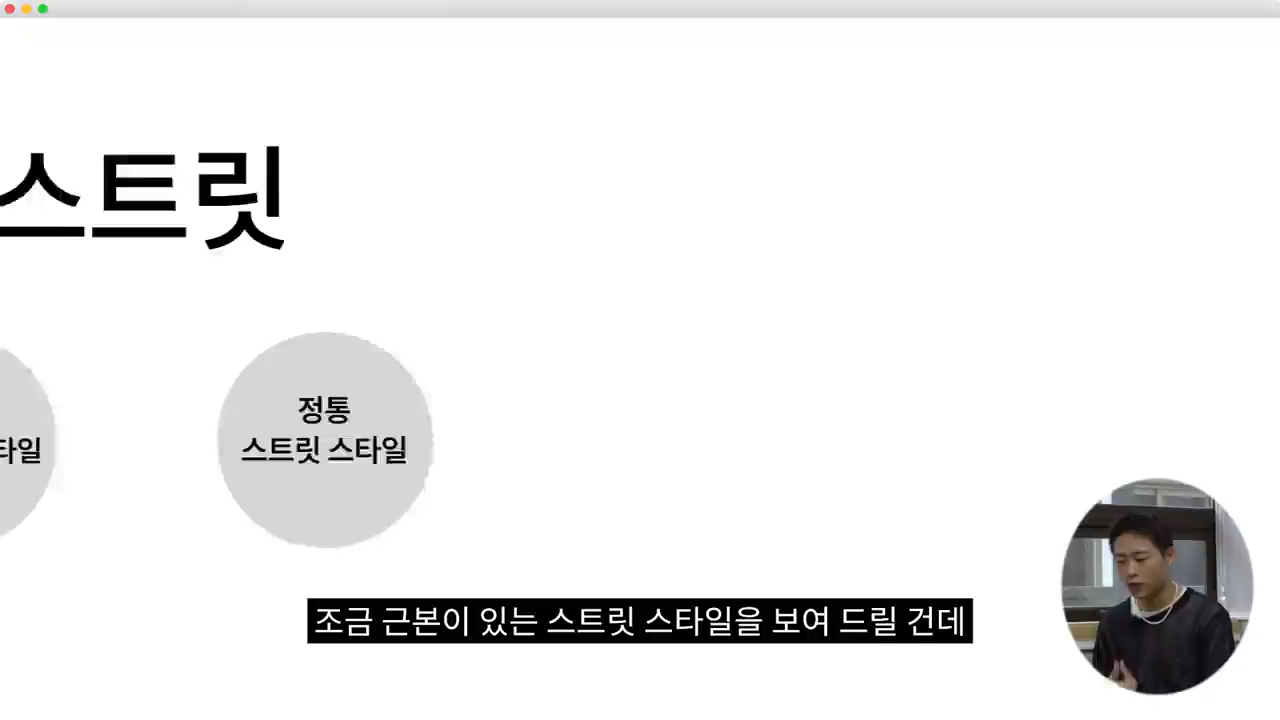 스트릿
타일
정통
스트릿 스타일
조금 근본이 있는 스트릿 스타일을 보여 드릴 건데